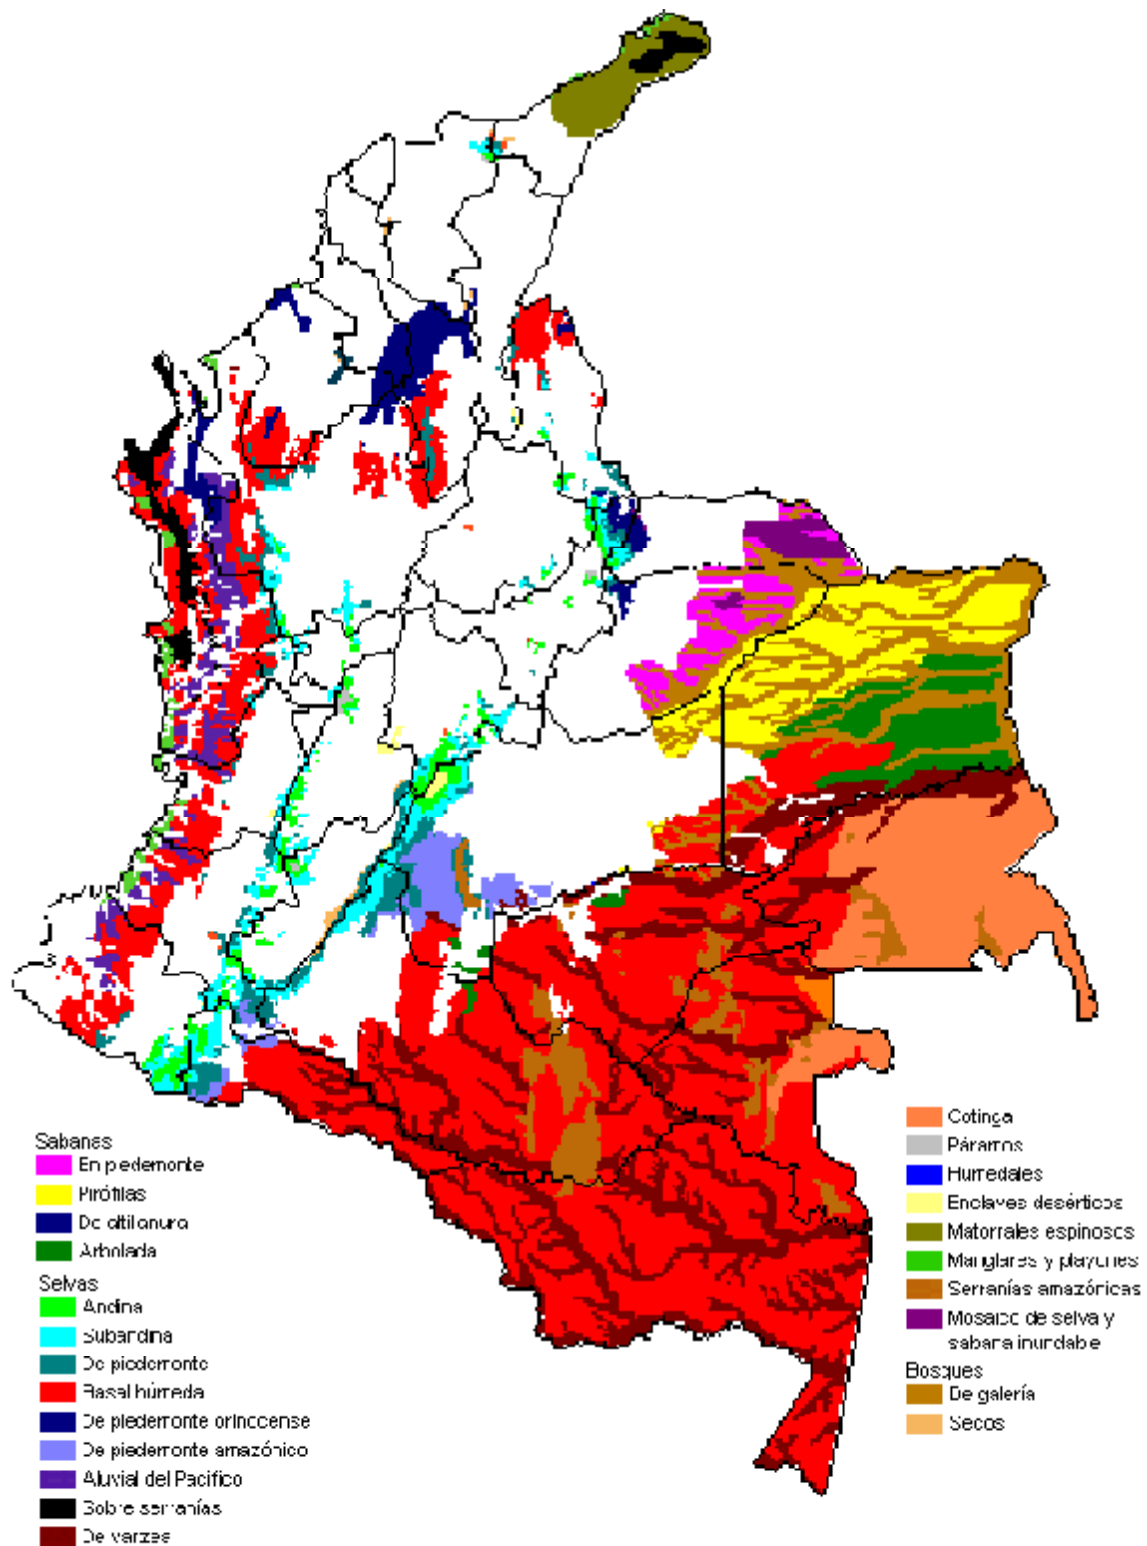 Sabanas
En piedemonte
Pirófilas
De altillanura
Arbolada
Selvas
Andina
Subandina
De piedemonte
Basal húmeda
De piedemonte orinocense
De piedemonte amazónico
Aluvial del Pacífico
Sobre serranías
De varzea
Cotinga
Páramos
Humedales
Enclaves desérticos
Matorrales espinosos
Manglares y playones
Serranías amazónicas
Mosaico de selva y
sabana inundable
Bosques
De galería
Secos